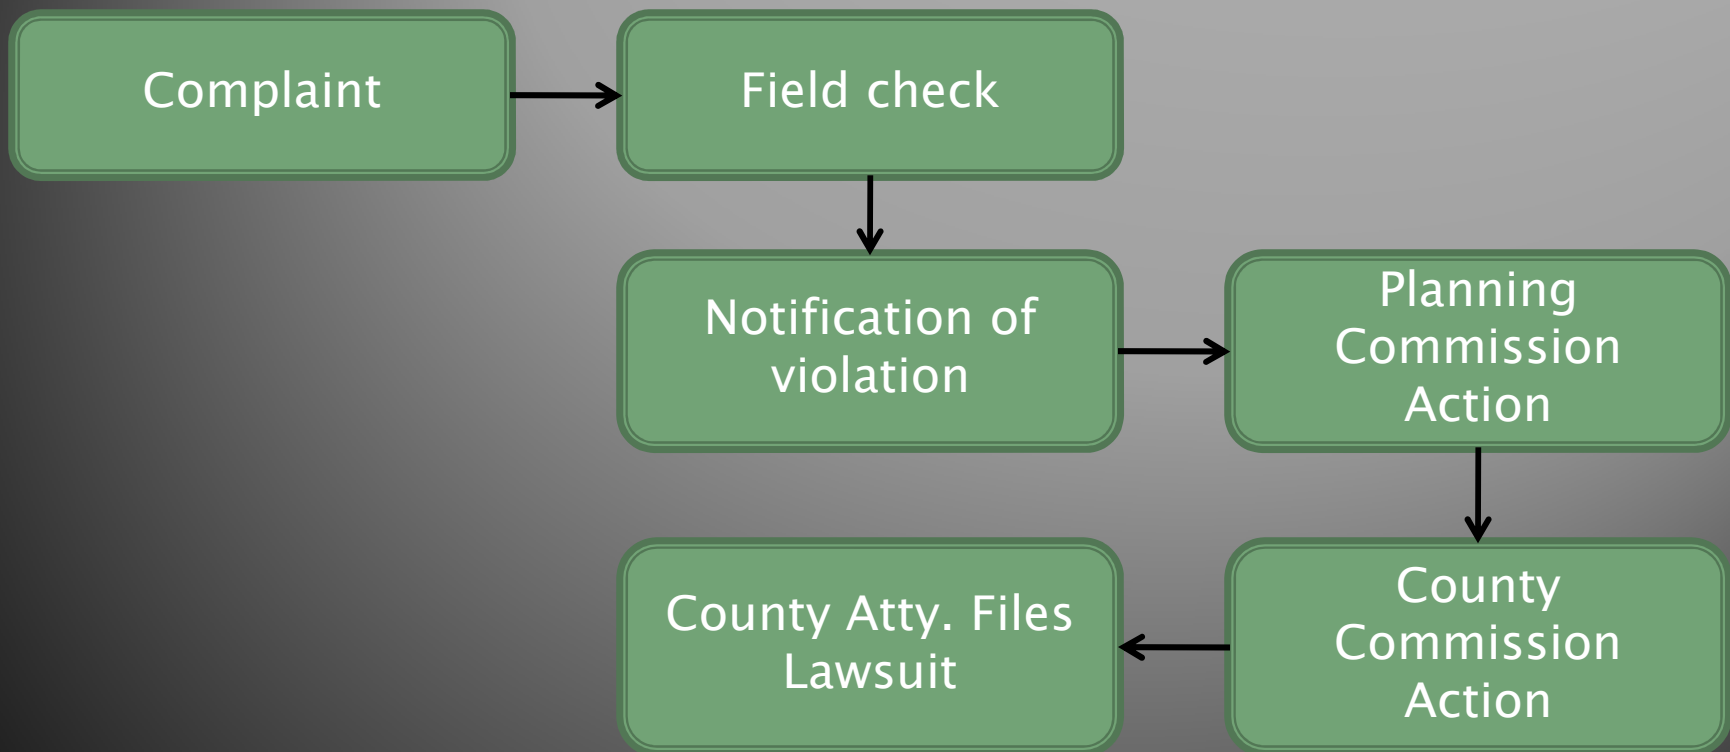 Complaint
Field check
Notification of
violation
Planning
Commission
Action
County
Commission
Action
County Atty. Files
Lawsuit